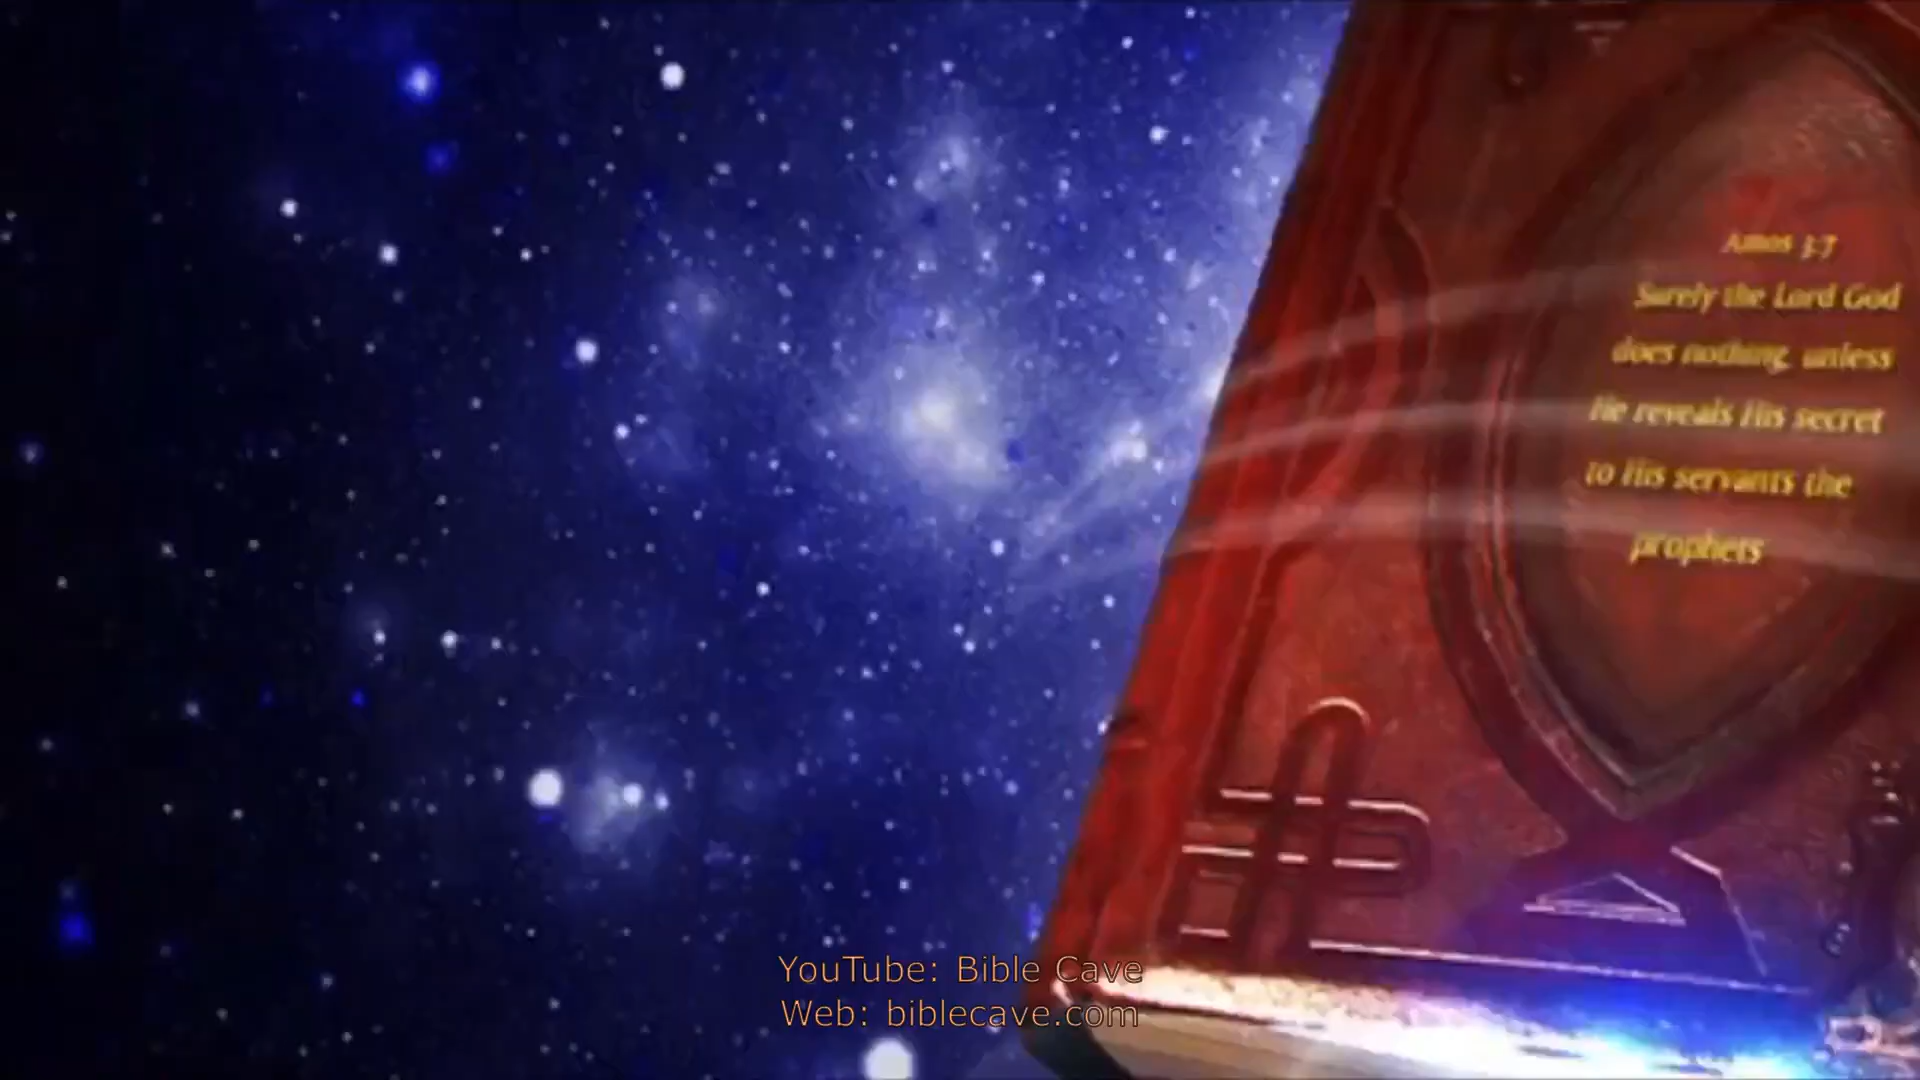 Amos 3:7
Surely the Lord God
does nothing, unless
He reveals His secret
to His servants the
prophets
YouTube: Bible Cave
Web: biblecave.com